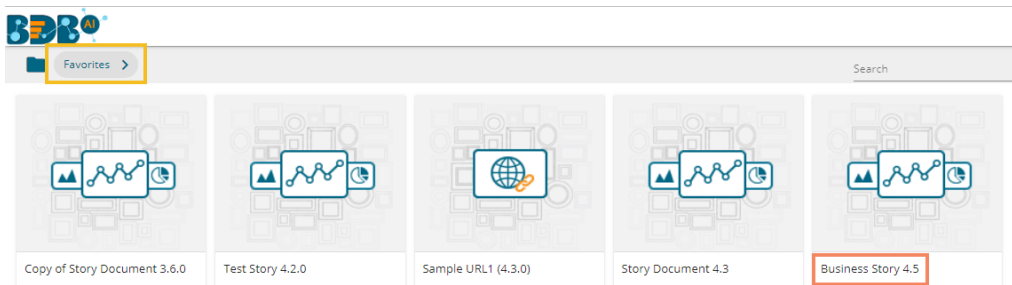 BDB AI
Favorites >
Search
Copy of Story Document 3.6.0
Test Story 4.2.0
Sample URL1 (4.3.0)
Story Document 4.3
Business Story 4.5